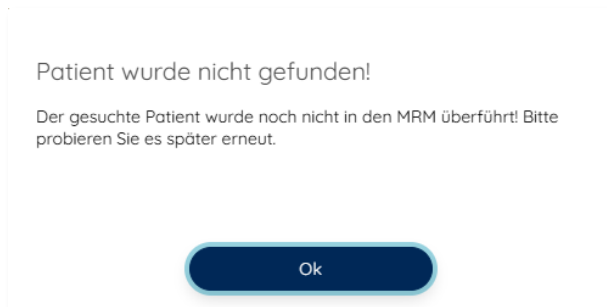 Patient wurde nicht gefunden!
Der gesuchte Patient wurde noch nicht in den MRM überführt! Bitte
probieren Sie es später erneut.
Ok